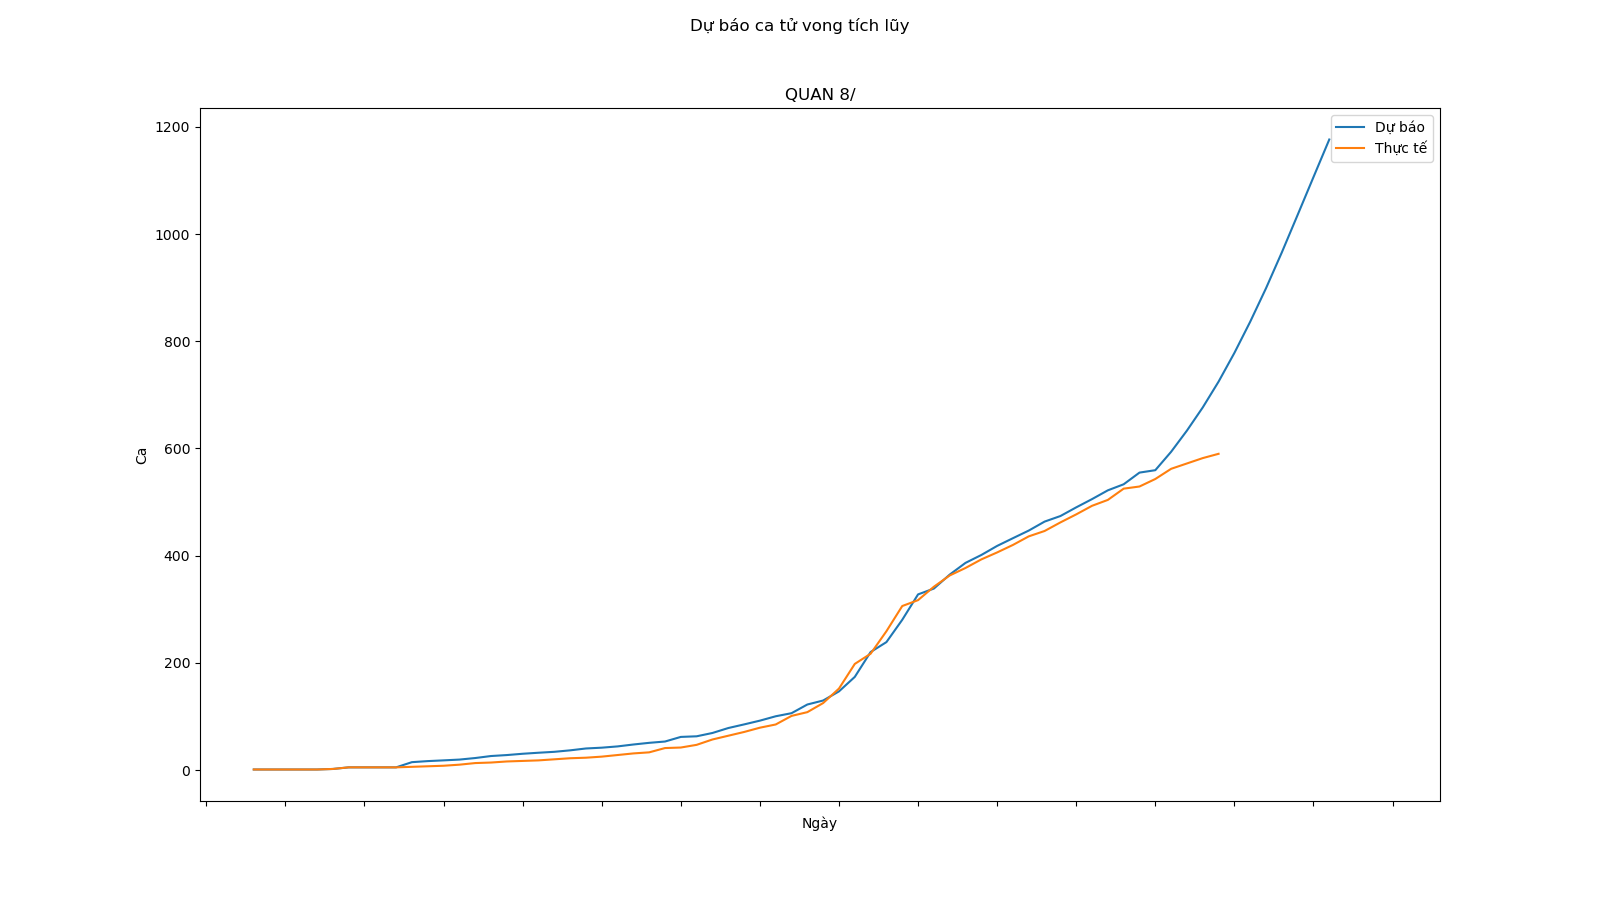 Dự báo ca tử vong tích lũy
QUAN 8/
Dự báo
Thực tế
1200
1000
800
600
400
200
0
Ca
Ngày